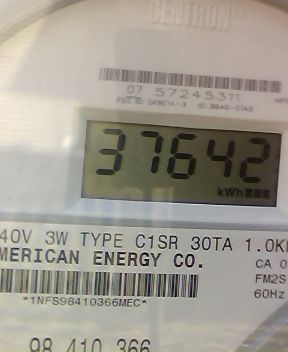 CENTRON
07 57245311
37642
kWh
40V 3W TYPE C1SR 30TA 1.0K
MERICAN ENERGY CO.
CA 0
FM2S
60Hz
*1NFS98410366MEC*
98 410 366